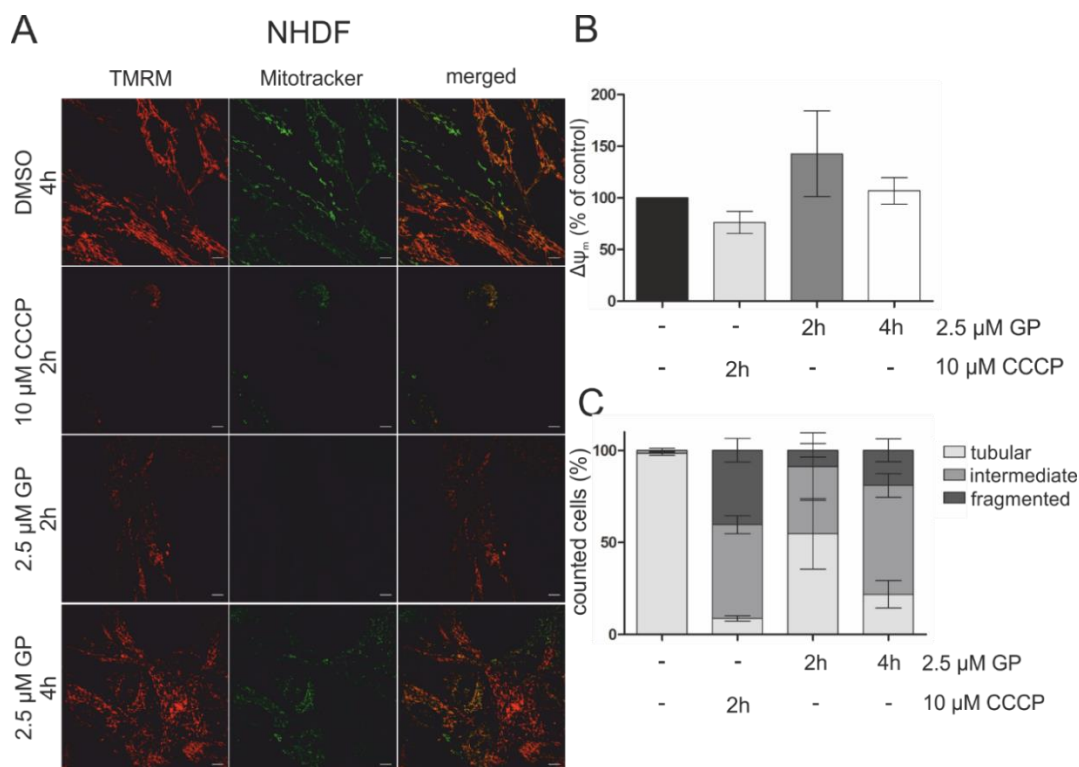 A
NHDF
TMRM Mitotracker merged
DMSO
4h
10 µM CCCP
2h
2.5 µM GP
2h
2.5 µM GP
4h
B
Δψm (% of control)
200
150
100
50
0
- - 2h 4h 2.5 µM GP
- 2h - - 10 µM CCCP
C
counted cells (%)
100
50
0
tubular
intermediate
fragmented
- - 2h 4h 2.5 µM GP
- 2h - - 10 µM CCCP